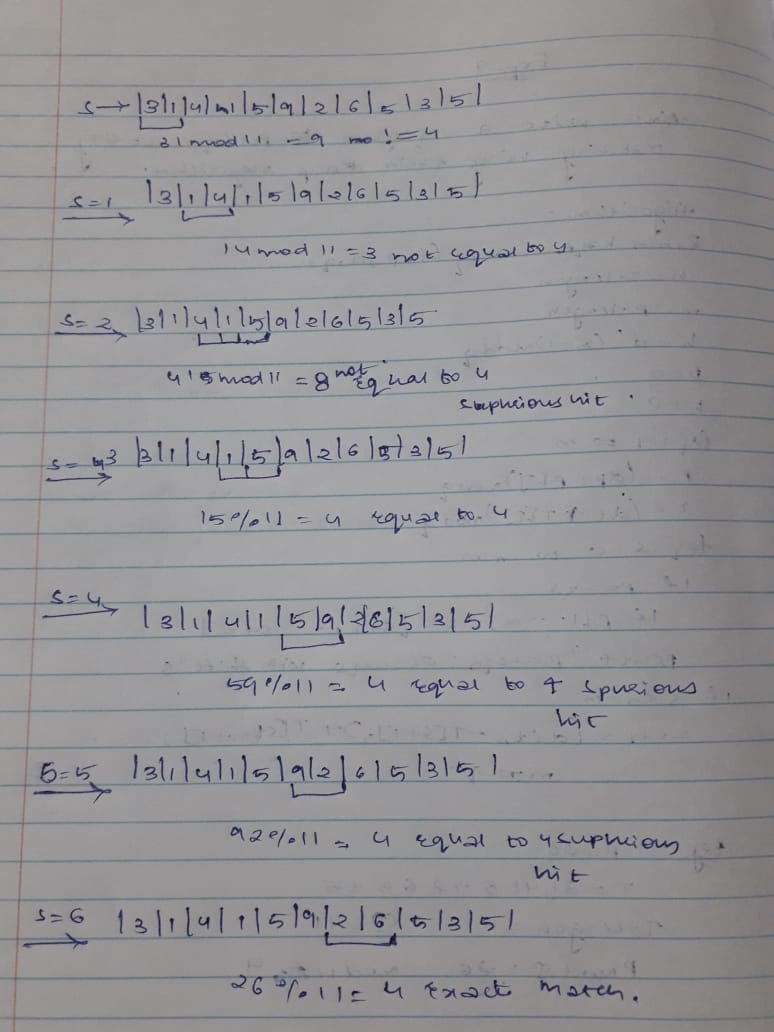 S→ |3|1|4|1|5|9|2|6|5|3|5|
31 mod 11 = 9 != 4
S=1 |3|1|4|1|5|9|2|6|5|3|5|
14 mod 11 = 3 not equal to 4
S=2 |3|1|4|1|5|9|2|6|5|3|5
415 mod 11 = 8 not Equal to 4
suphcious hit.
S=3 |3|1|4|1|5|9|2|6|5|3|5|
15%11 = 4 equal to 4
S=4 |3|1|4|1|5|9|2|6|5|3|5|
59%11 = 4 equal to 4 spurious
hit
S=5 |3|1|4|1|5|9|2|6|5|3|5|
92%11 = 4 equal to 4 suphcious
hit
S=6 |3|1|4|1|5|9|2|6|5|3|5|
26%11 = 4 Exact match.